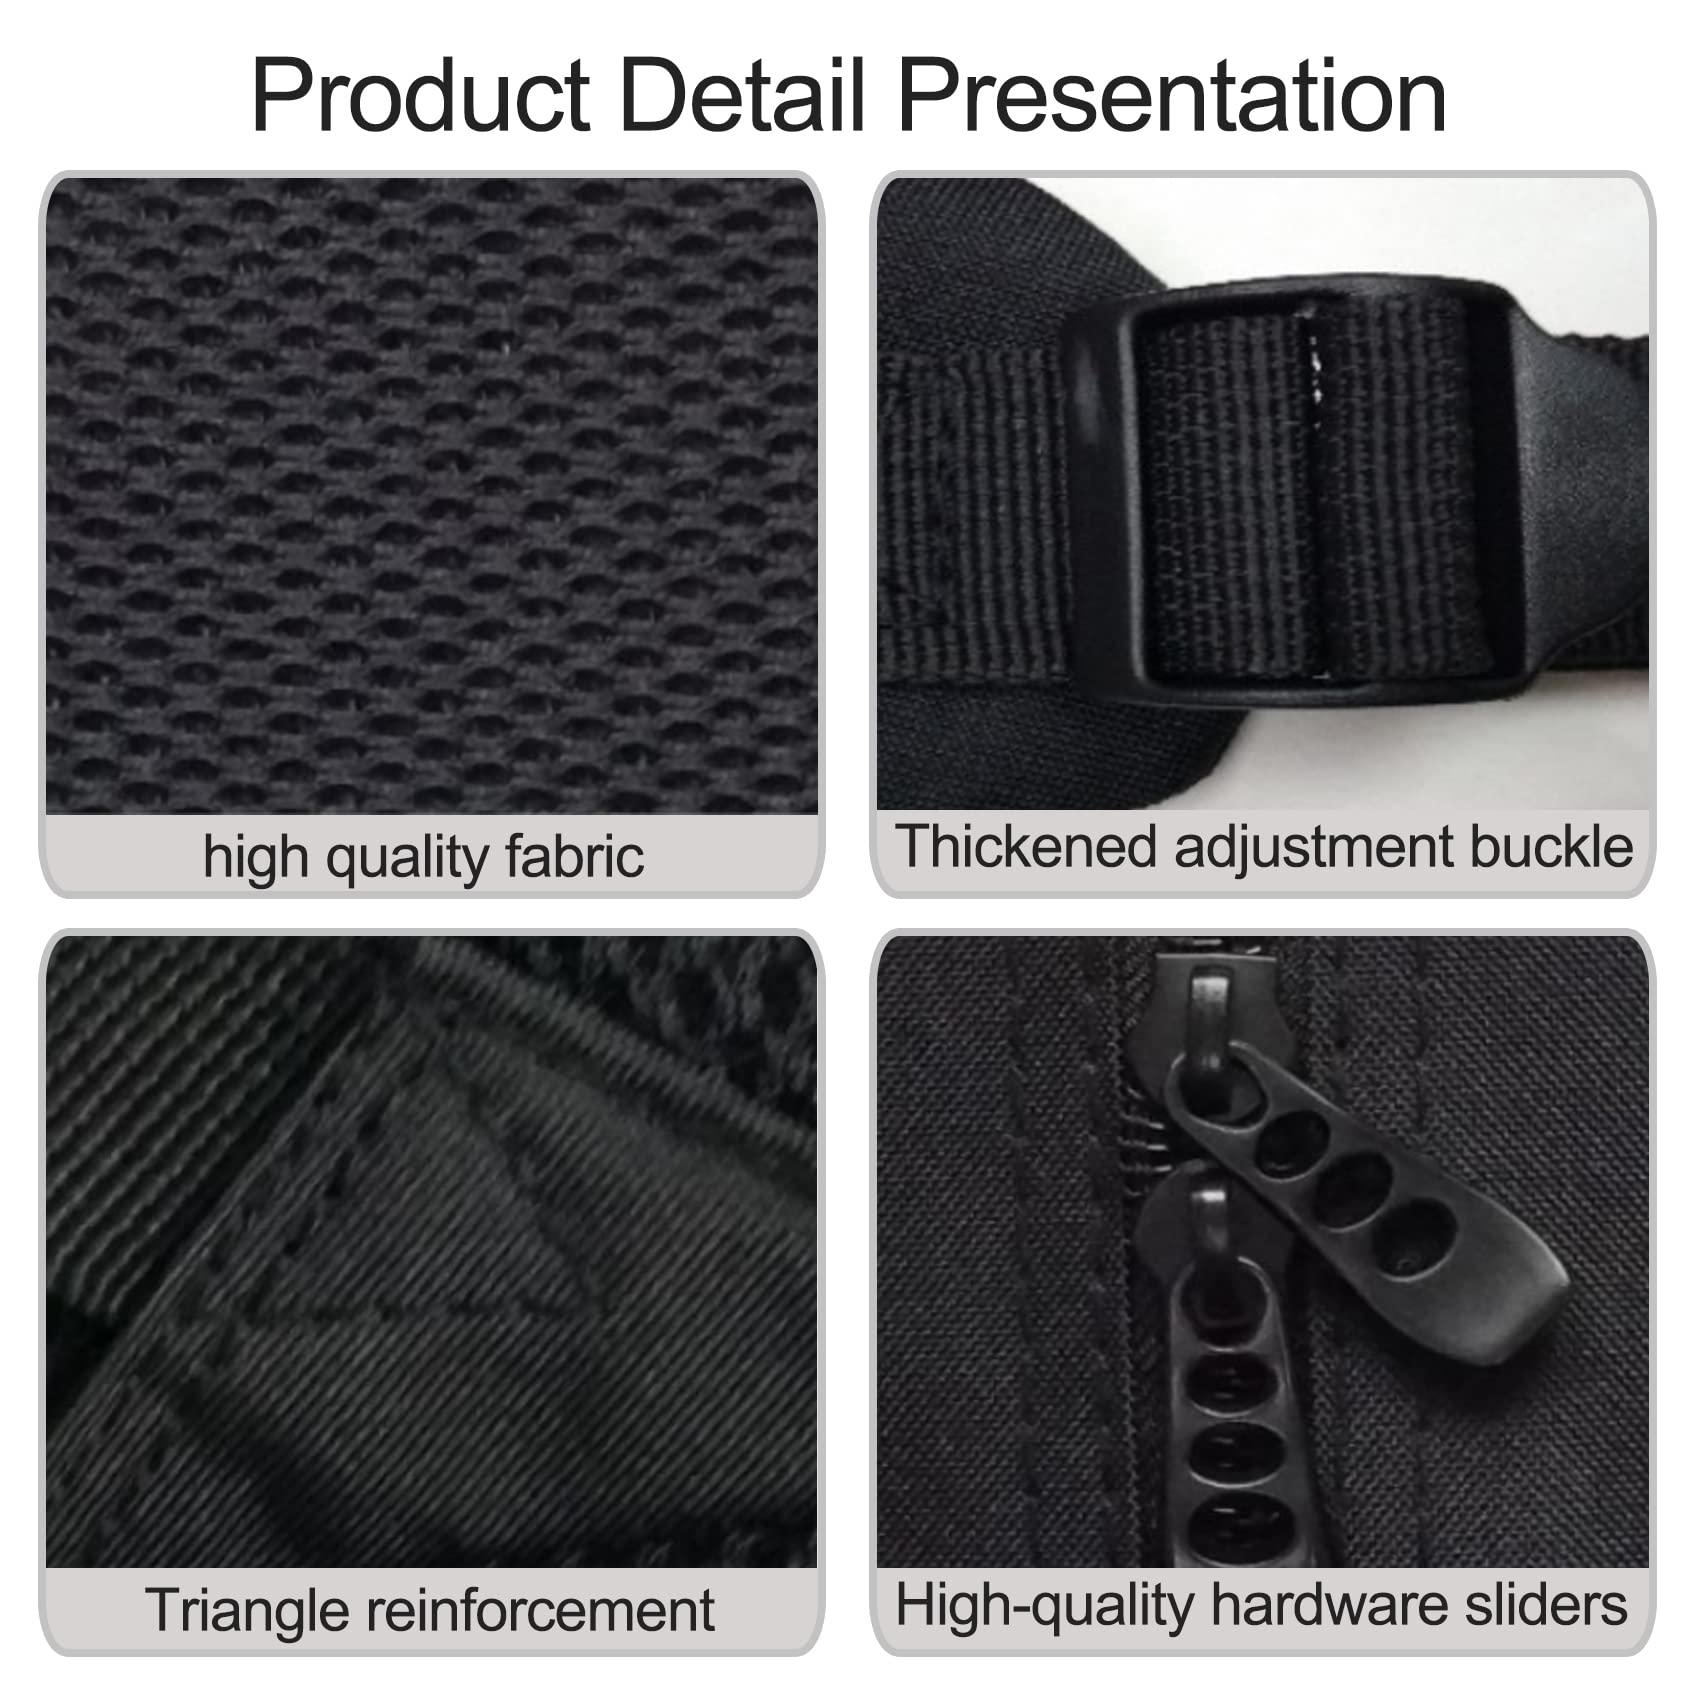 Product Detail Presentation
high quality fabric
Thickened adjustment buckle
Triangle reinforcement
High-quality hardware sliders